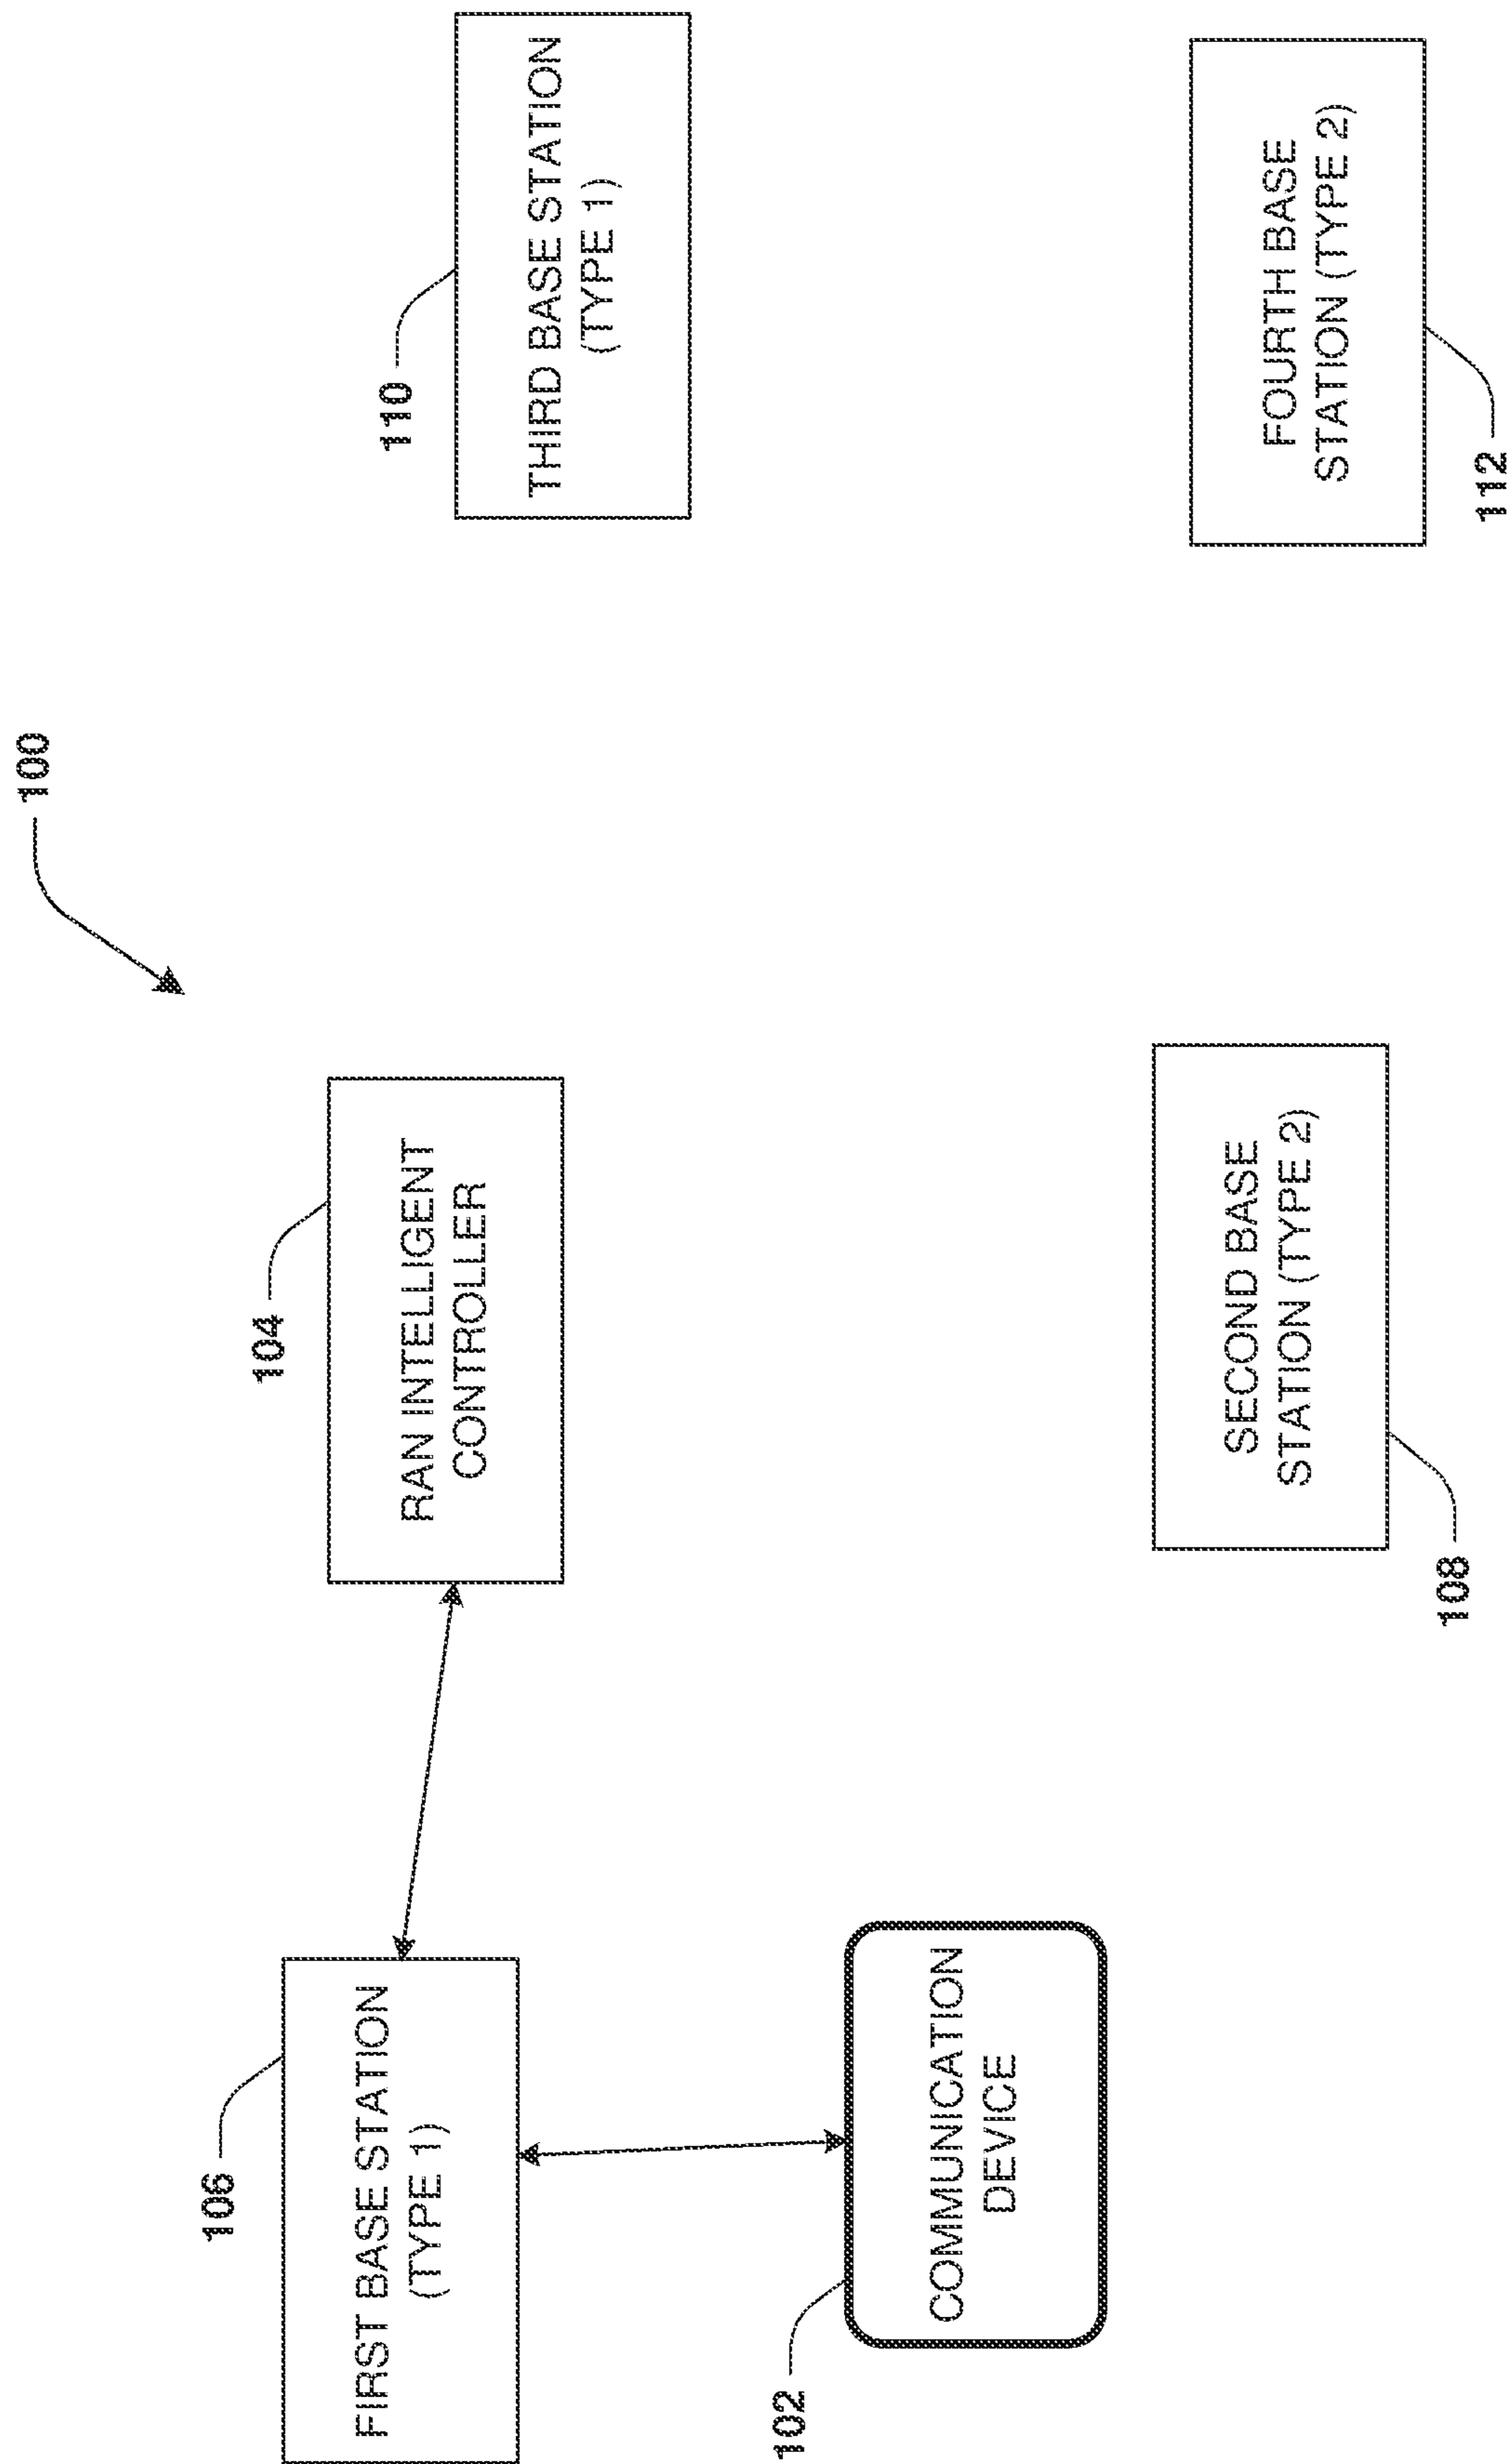 100
106
FIRST BASE STATION
(TYPE 1)
104
RAN INTELLIGENT
CONTROLLER
110
THIRD BASE STATION
(TYPE 1)
102
COMMUNICATION
DEVICE
SECOND BASE
STATION (TYPE 2)
108
FOURTH BASE
STATION (TYPE 2)
112